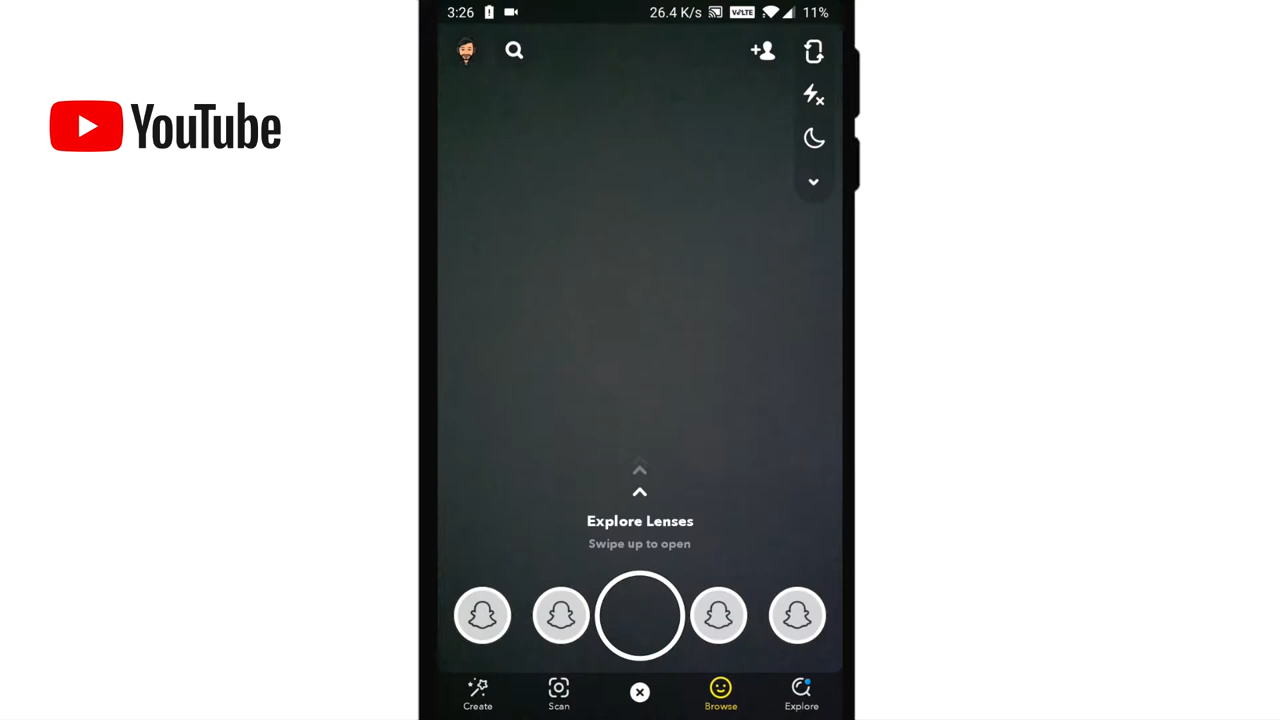 3:26
26.4 K/s
VoLTE
11%
YouTube
Explore Lenses
Swipe up to open
Create
Scan
Browse
Explore